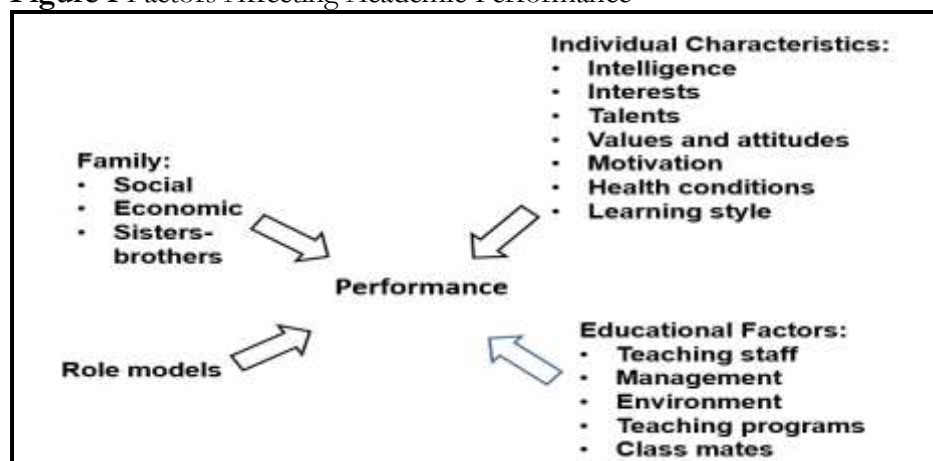 Figure 1 Factors Affecting Academic Performance
Individual Characteristics:
• Intelligence
• Interests
• Talents
• Values and attitudes
• Motivation
• Health conditions
• Learning style
Family:
• Social
• Economic
• Sisters-
brothers
Performance
Role models
Educational Factors:
• Teaching staff
• Management
• Environment
• Teaching programs
• Class mates